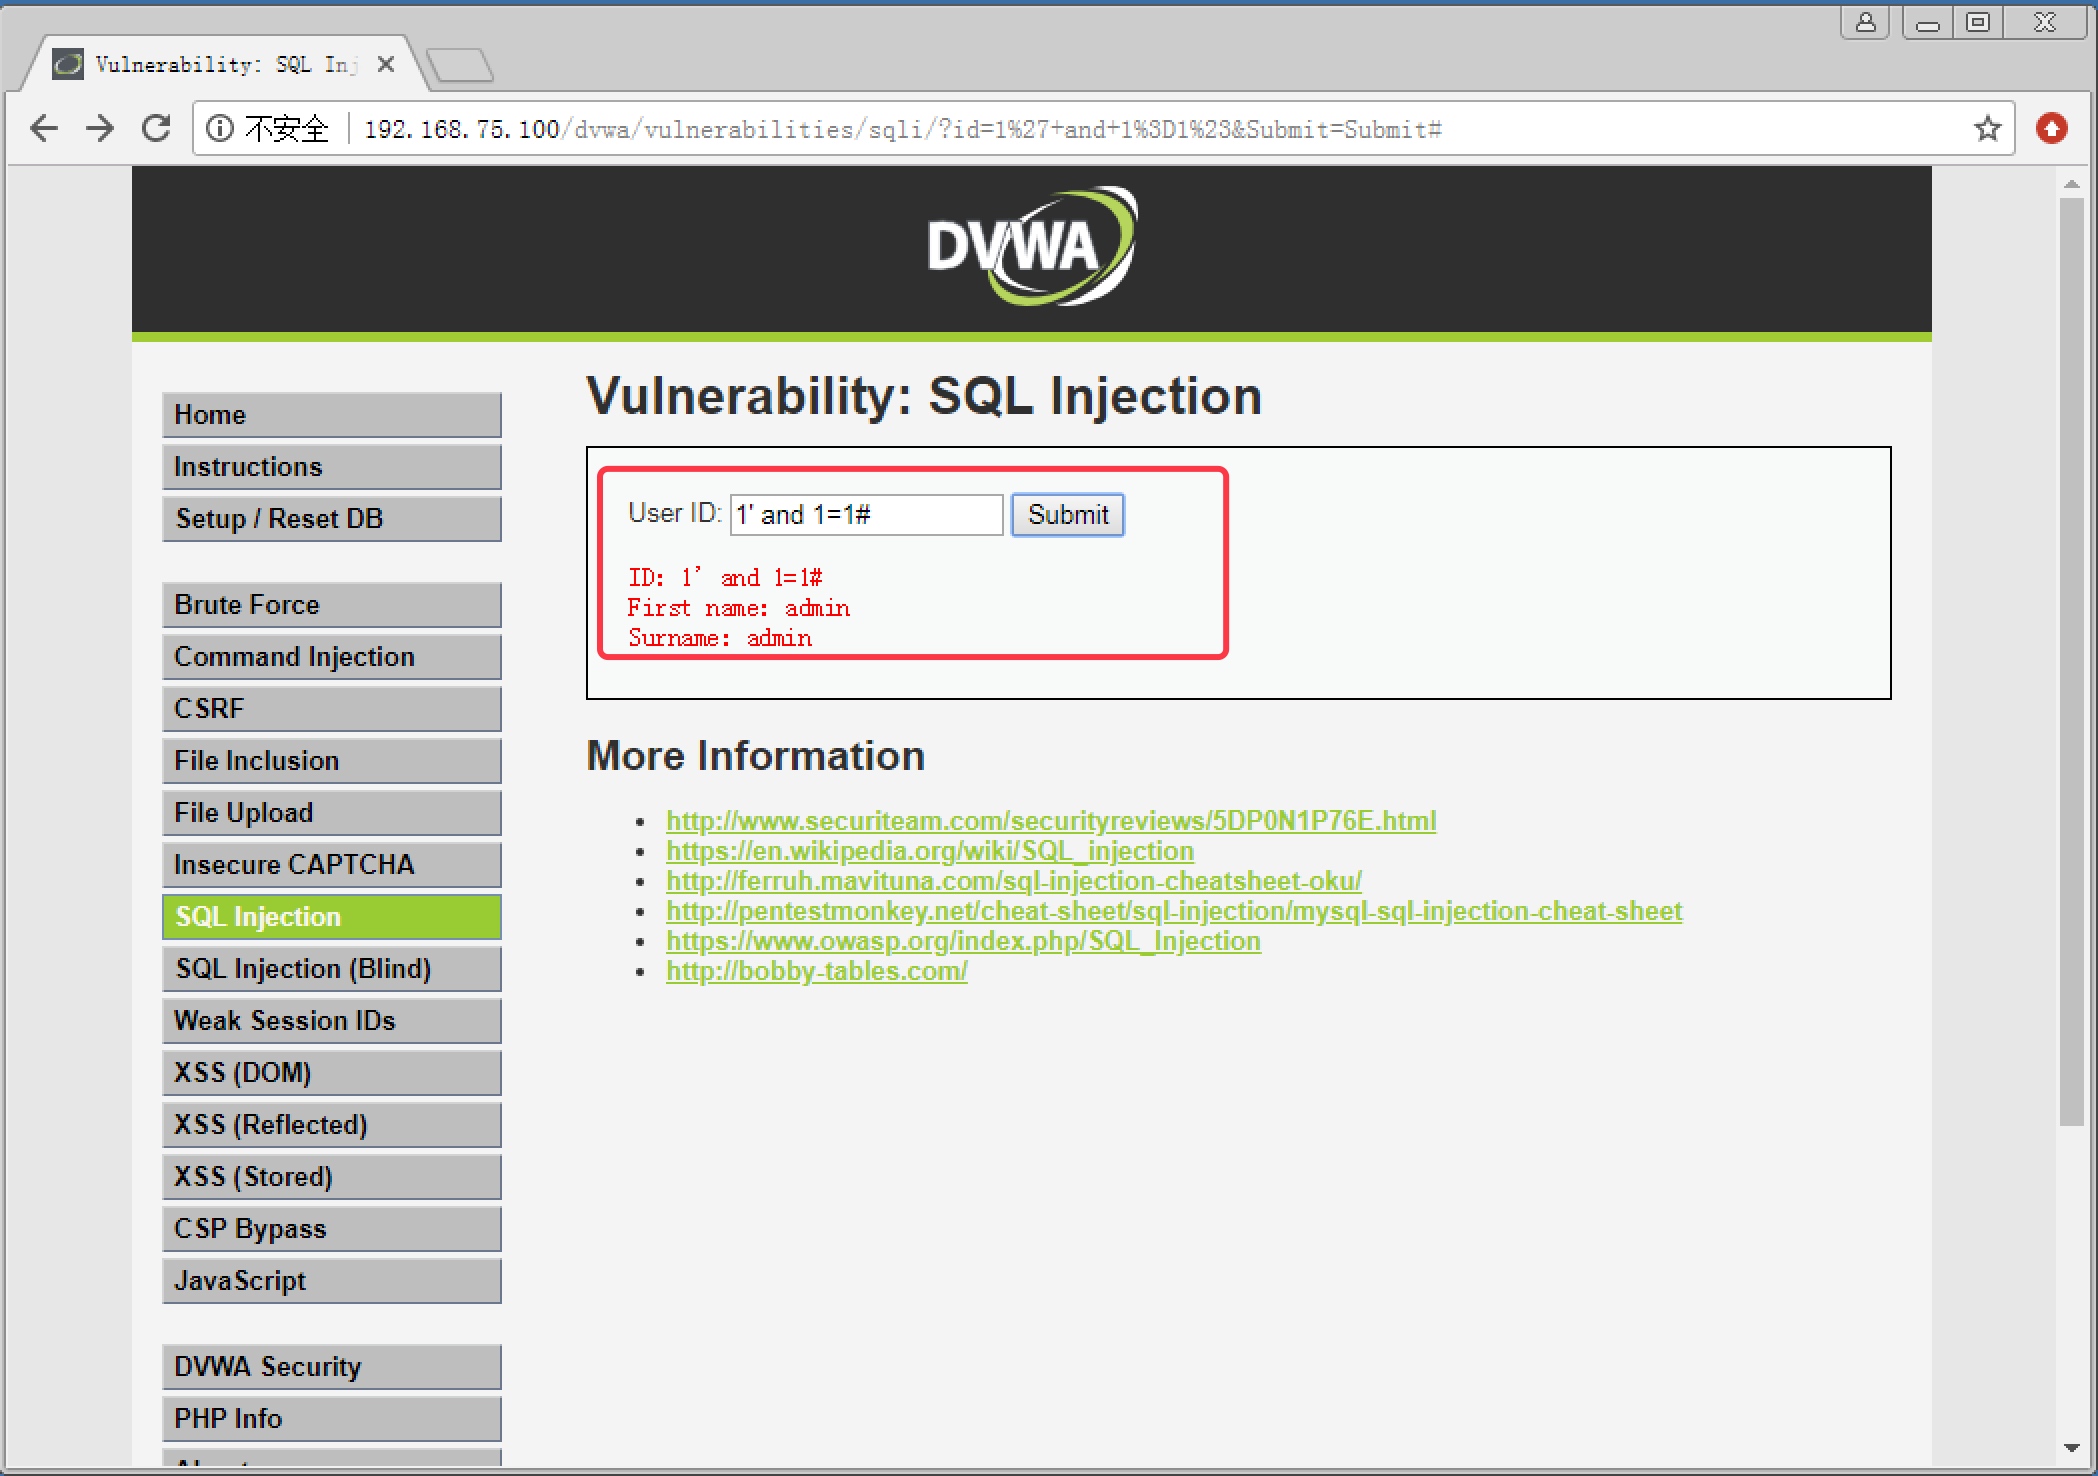 Vulnerability: SQL Inj
不安全 192.168.75.100/dvwa/vulnerabilities/sqli/?id=1%27+and+1%3D1%23&Submit=Submit#
DVWA
Home
Instructions
Setup / Reset DB
Brute Force
Command Injection
CSRF
File Inclusion
File Upload
Insecure CAPTCHA
SQL Injection
SQL Injection (Blind)
Weak Session IDs
XSS (DOM)
XSS (Reflected)
XSS (Stored)
CSP Bypass
JavaScript
DVWA Security
PHP Info
Vulnerability: SQL Injection
User ID: 1' and 1=1# Submit
ID: 1' and 1=1#
First name: admin
Surname: admin
More Information
http://www.securiteam.com/securityreviews/5DP0N1P76E.html
https://en.wikipedia.org/wiki/SQL_injection
http://ferruh.mavituna.com/sql-injection-cheatsheet-oku/
http://pentestmonkey.net/cheat-sheet/sql-injection/mysql-sql-injection-cheat-sheet
https://www.owasp.org/index.php/SQL_Injection
http://bobby-tables.com/